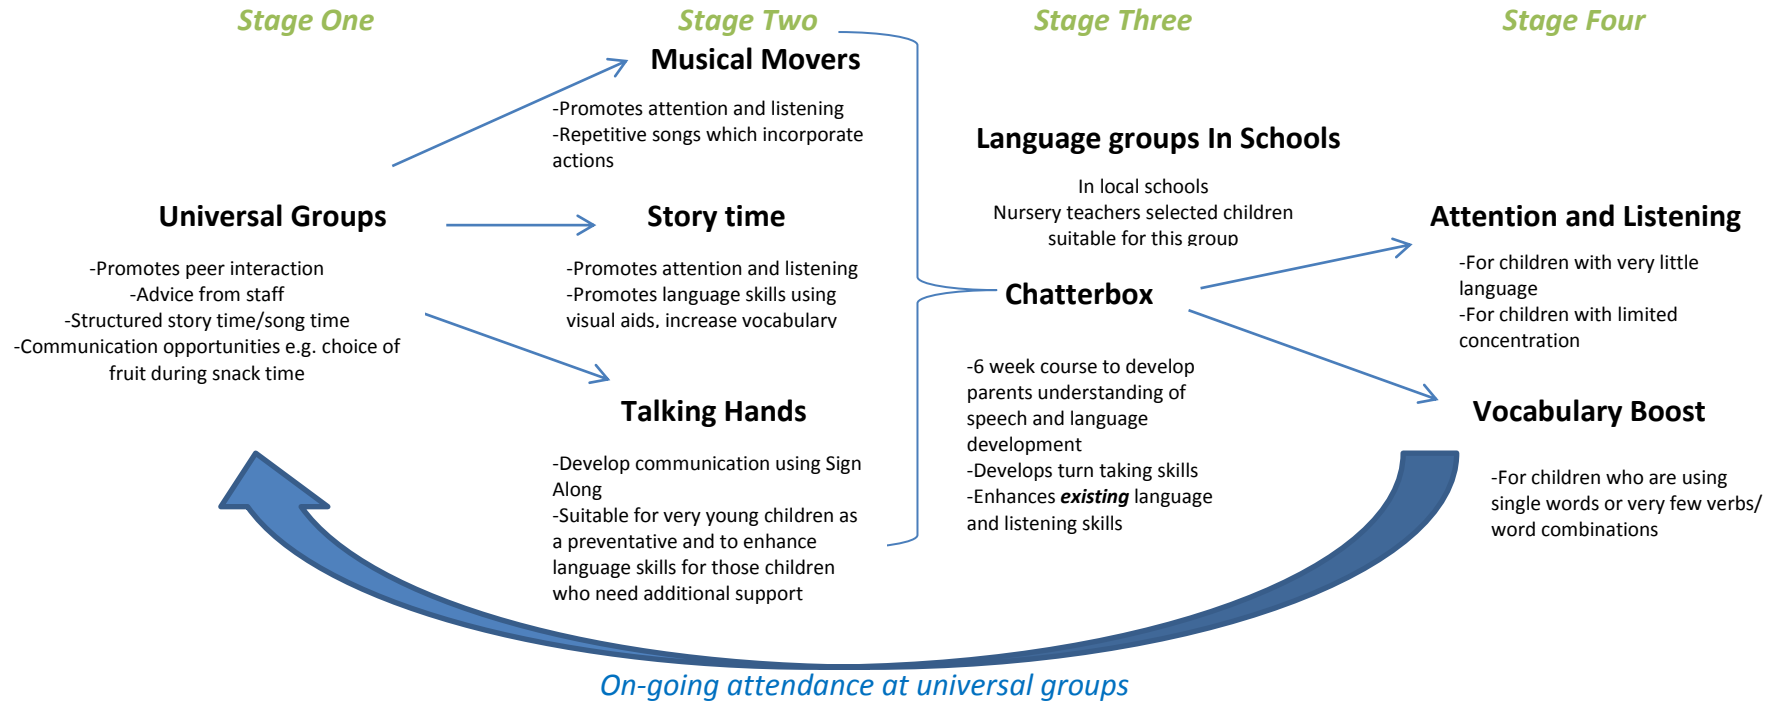 Stage One
Stage Two
Stage Three
Stage Four
Universal Groups
-Promotes peer interaction
-Advice from staff
-Structured story time/song time
-Communication opportunities e.g. choice of
fruit during snack time
Musical Movers
-Promotes attention and listening
-Repetitive songs which incorporate
actions
Story time
-Promotes attention and listening
-Promotes language skills using
visual aids, increase vocabulary
Talking Hands
-Develop communication using Sign
Along
-Suitable for very young children as
a preventative and to enhance
language skills for those children
who need additional support
Language groups In Schools
In local schools
Nursery teachers selected children
suitable for this group
Chatterbox
-6 week course to develop
parents understanding of
speech and language
development
-Develops turn taking skills
-Enhances existing language
and listening skills
Attention and Listening
-For children with very little
language
-For children with limited
concentration
Vocabulary Boost
-For children who are using
single words or very few verbs/
word combinations
On-going attendance at universal groups